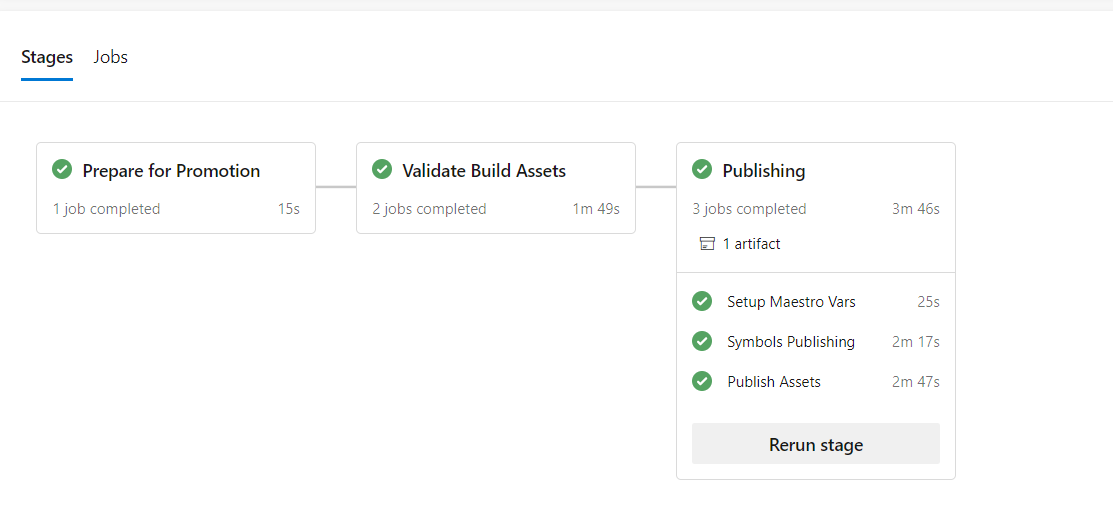 Stages Jobs
Prepare for Promotion
1 job completed 15s
Validate Build Assets
2 jobs completed 1m 49s
Publishing
3 jobs completed 3m 46s
1 artifact
Setup Maestro Vars 25s
Symbols Publishing 2m 17s
Publish Assets 2m 47s
Rerun stage